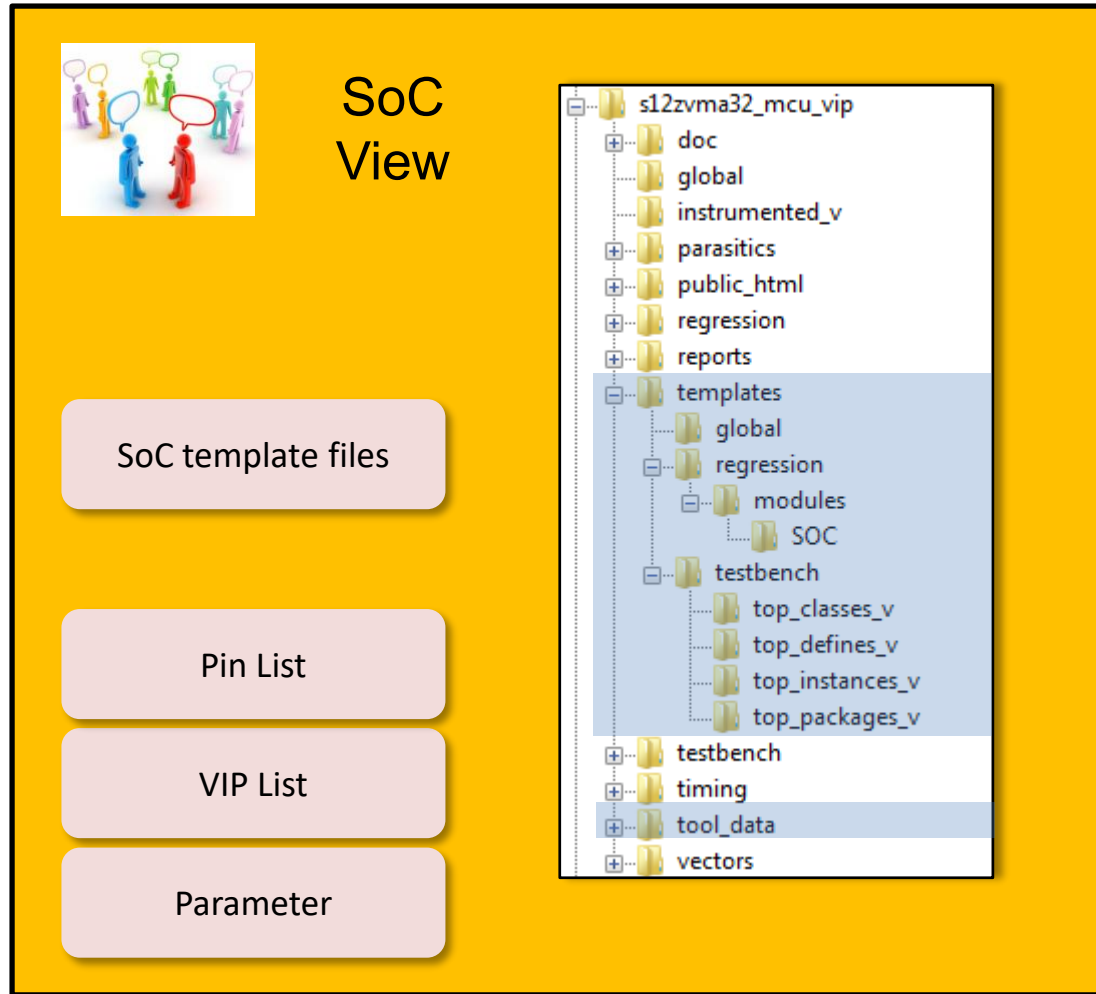 SoC
View
SoC template files
Pin List
VIP List
Parameter
s12zvma32_mcu_vip
doc
global
instrumented_v
parasitics
public_html
regression
reports
templates
global
regression
modules
SOC
testbench
top_classes_v
top_defines_v
top_instances_v
top_packages_v
testbench
timing
tool_data
vectors